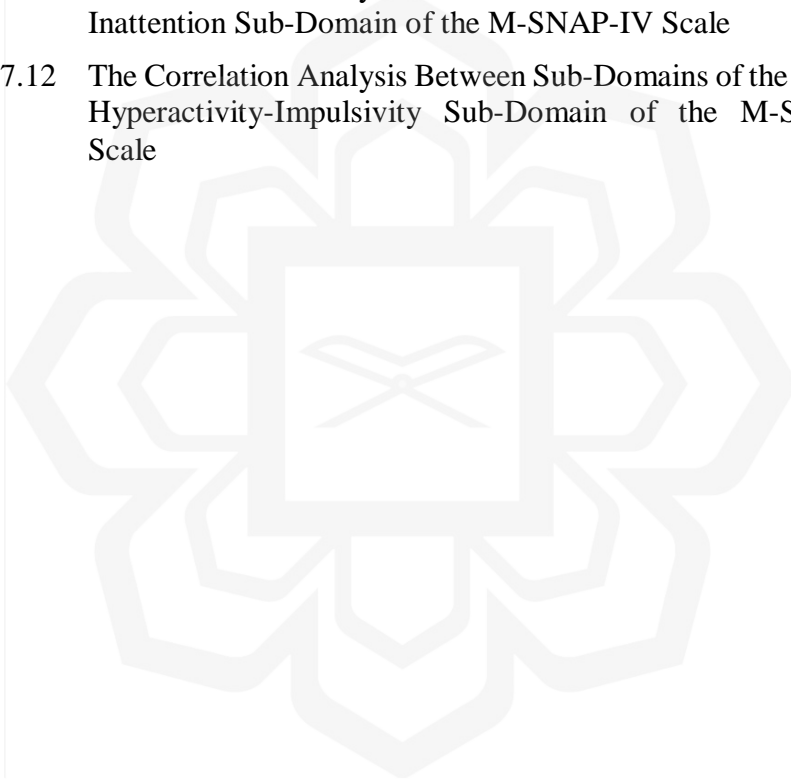 Inattention Sub-Domain of the M-SNAP-IV Scale
7.12 The Correlation Analysis Between Sub-Domains of the
Hyperactivity-Impulsivity Sub-Domain of the
Scale